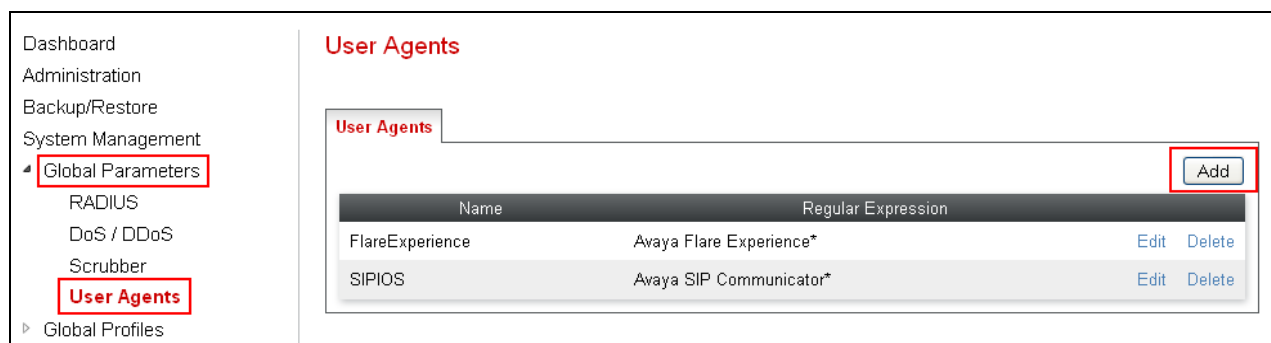 Dashboard
Administration
Backup/Restore
System Management
Global Parameters
RADIUS
DoS / DDoS
Scrubber
User Agents
Global Profiles
User Agents
User Agents
Add
Name Regular Expression
FlareExperience Avaya Flare Experience* Edit Delete
SIPIOS Avaya SIP Communicator* Edit Delete